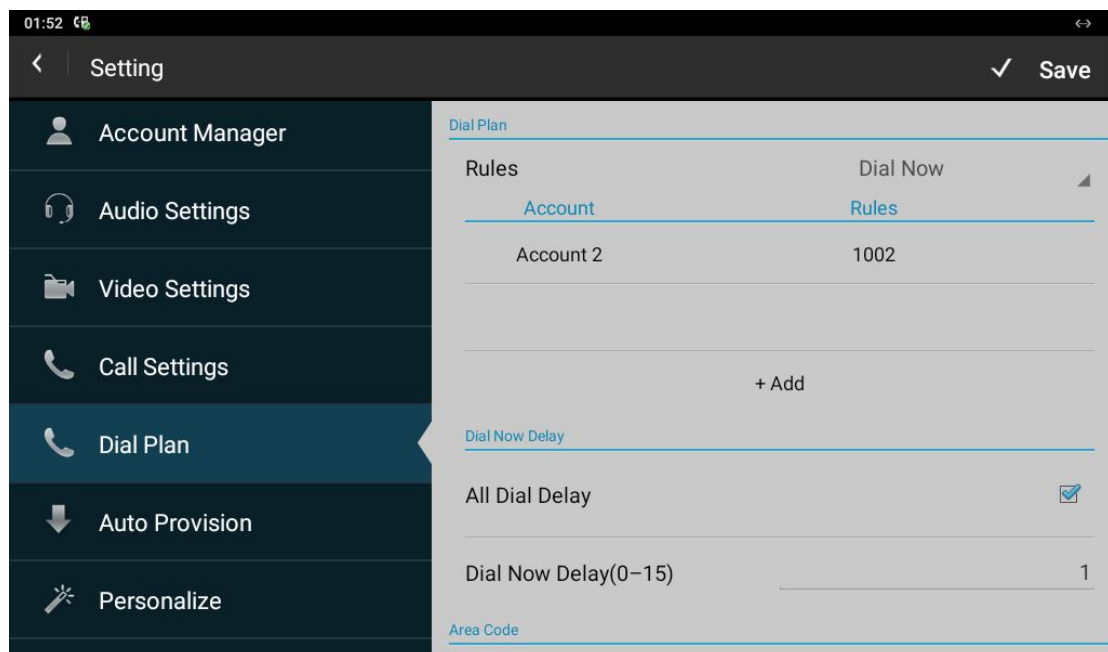 01:52
Setting
Save
Account Manager
Audio Settings
Video Settings
Call Settings
Dial Plan
Auto Provision
Personalize
Dial Plan
Rules Dial Now
Account Rules
Account 2 1002
+ Add
Dial Now Delay
All Dial Delay
Dial Now Delay(0–15) 1
Area Code